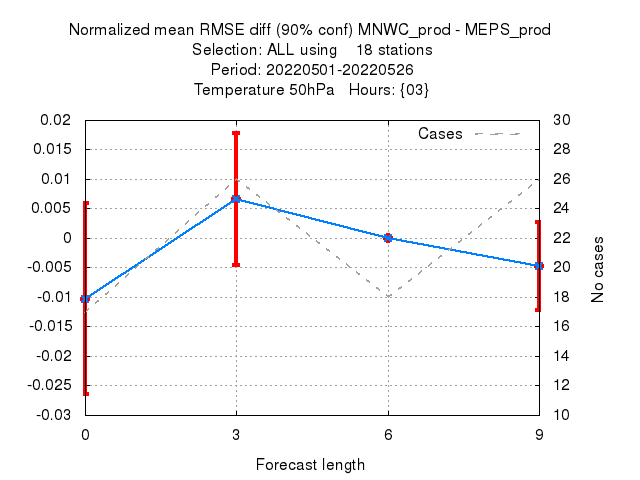 Normalized mean RMSE diff (90% conf) MNWC_prod - MEPS_prod
Selection: ALL using    18 stations
Period: 20220501-20220526
Temperature 50hPa   Hours: {03}
Cases
0.02
0.015
0.01
0.005
0
-0.005
-0.01
-0.015
-0.02
-0.025
-0.03
30
28
26
24
22
20
18
16
14
12
10
No cases
0 3 6 9
Forecast length